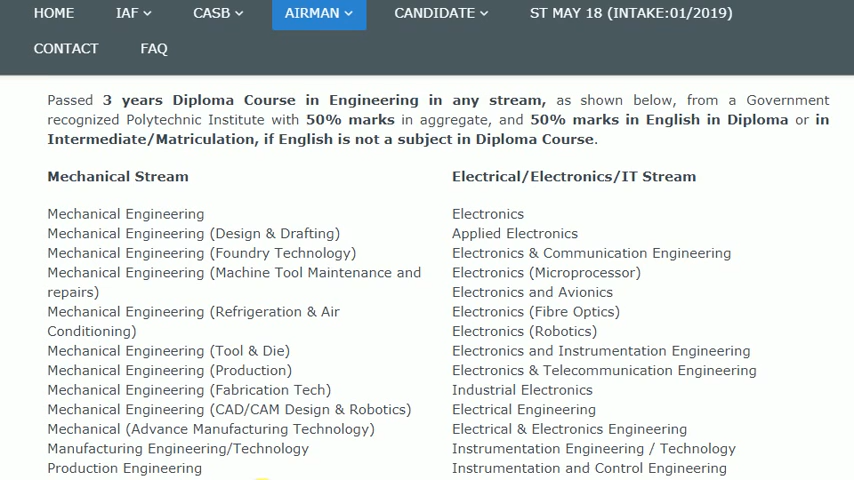 HOME IAF CASB AIRMAN CANDIDATE ST MAY 18 (INTAKE:01/2019)
CONTACT FAQ
Passed 3 years Diploma Course in Engineering in any stream, as shown below, from a Government
recognized Polytechnic Institute with 50% marks in aggregate, and 50% marks in English in Diploma or in
Intermediate/Matriculation, if English is not a subject in Diploma Course.
Mechanical Stream
Mechanical Engineering
Mechanical Engineering (Design & Drafting)
Mechanical Engineering (Foundry Technology)
Mechanical Engineering (Machine Tool Maintenance and
repairs)
Mechanical Engineering (Refrigeration & Air
Conditioning)
Mechanical Engineering (Tool & Die)
Mechanical Engineering (Production)
Mechanical Engineering (Fabrication Tech)
Mechanical Engineering (CAD/CAM Design & Robotics)
Mechanical (Advance Manufacturing Technology)
Manufacturing Engineering/Technology
Production Engineering
Electrical/Electronics/IT Stream
Electronics
Applied Electronics
Electronics & Communication Engineering
Electronics (Microprocessor)
Electronics and Avionics
Electronics (Fibre Optics)
Electronics (Robotics)
Electronics and Instrumentation Engineering
Electronics & Telecommunication Engineering
Industrial Electronics
Electrical Engineering
Electrical & Electronics Engineering
Instrumentation Engineering / Technology
Instrumentation and Control Engineering